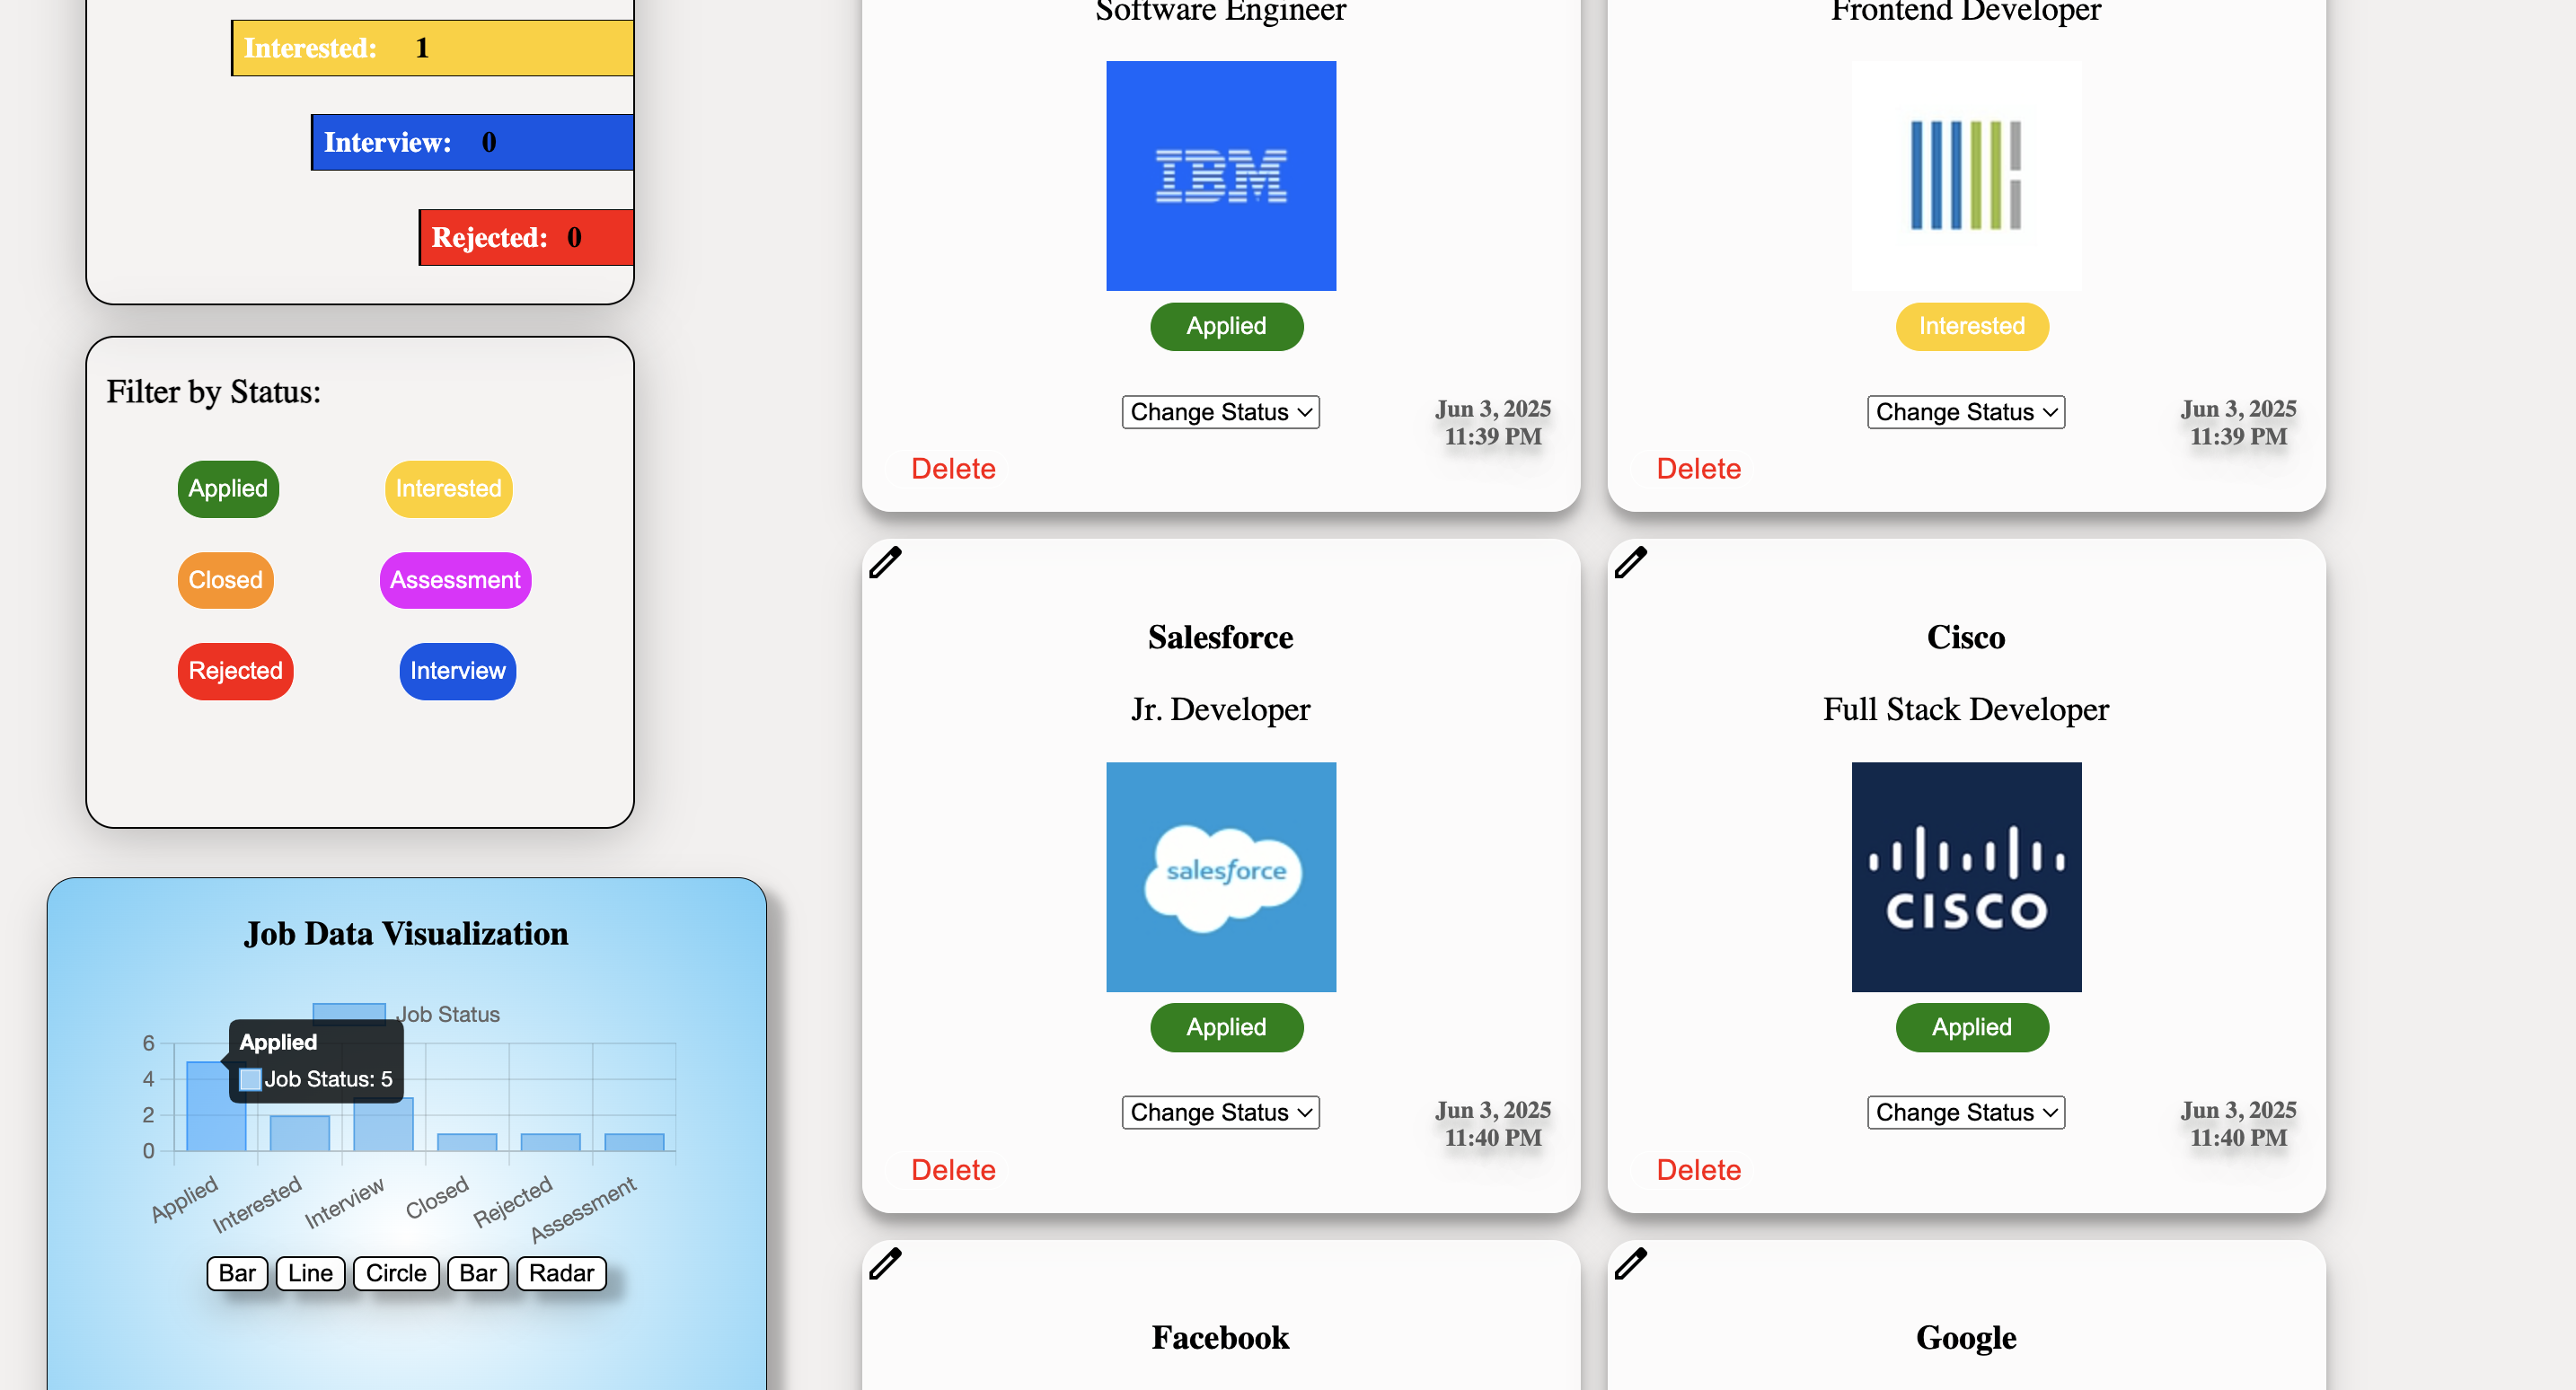 Interested: 1
Interview: 0
Rejected: 0
Filter by Status:
Applied
Interested
Closed
Assessment
Rejected
Interview
Job Data Visualization
Job Status
Applied
Job Status: 5
6
4
2
0
Applied
Interested
Interview
Closed
Rejected
Assessment
Bar
Line
Circle
Bar
Radar
Software Engineer
IBM
Applied
Change Status
Jun 3, 2025
11:39 PM
Delete
Frontend Developer
Interested
Change Status
Jun 3, 2025
11:39 PM
Delete
Salesforce
Jr. Developer
salesforce
Applied
Change Status
Jun 3, 2025
11:40 PM
Delete
Cisco
Full Stack Developer
CISCO
Applied
Change Status
Jun 3, 2025
11:40 PM
Delete
Facebook
Google